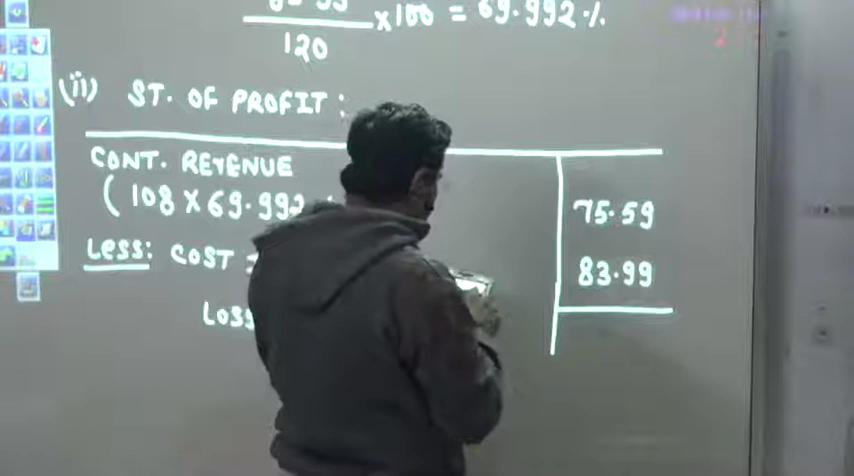 ×100 = 69.992%
120
(ii) ST. OF PROFIT:
CONT. REVENUE
(108×69.992 75.59
Less: COST = 83.99
Loss